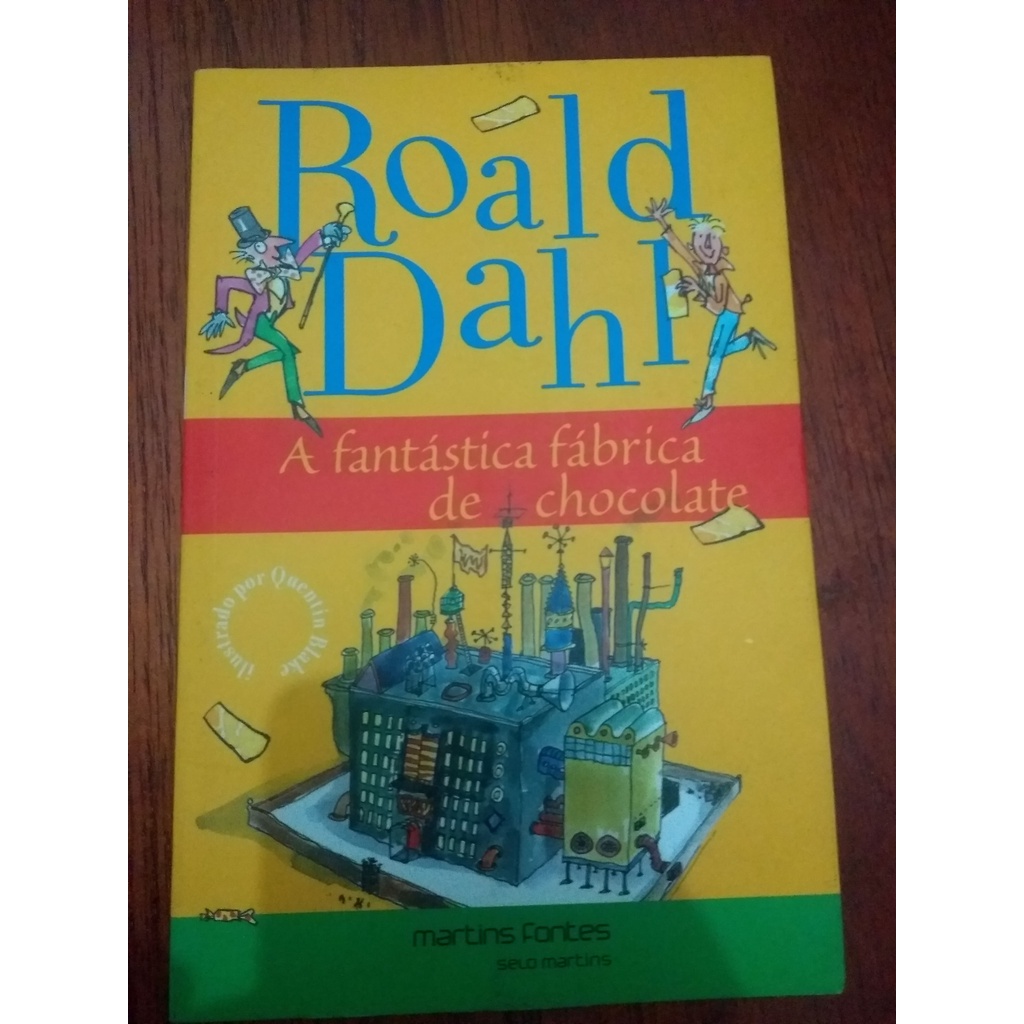 Roald
Dahl
A fantástica fábrica
de chocolate
ilustrado por Quentin Blake
martins fontes
selo martins